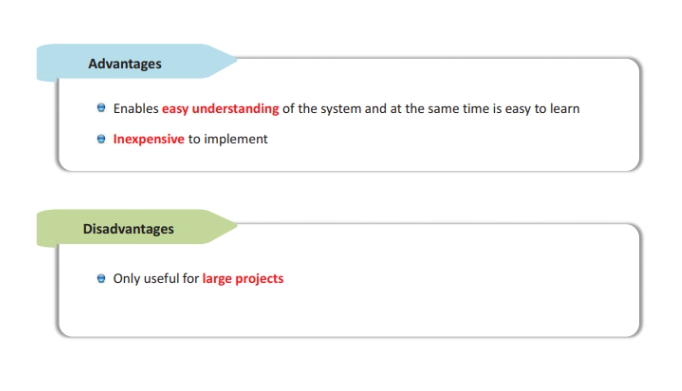 Advantages
Enables easy understanding of the system and at the same time is easy to learn
Inexpensive to implement
Disadvantages
Only useful for large projects